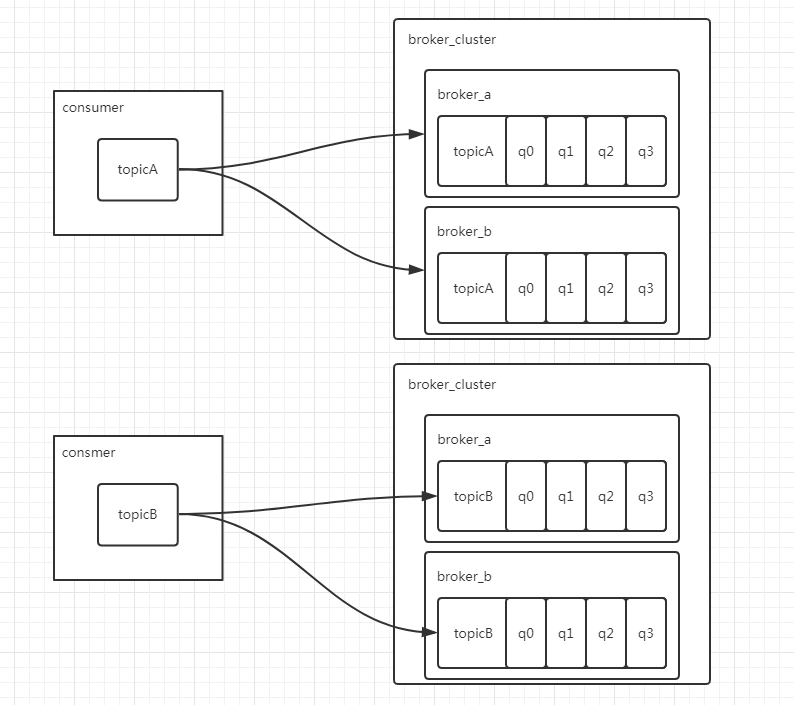 broker_cluster
consumer
topicA
broker_a
topicA q0 q1 q2 q3
broker_b
topicA q0 q1 q2 q3
broker_cluster
consmer
topicB
broker_a
topicB q0 q1 q2 q3
broker_b
topicB q0 q1 q2 q3